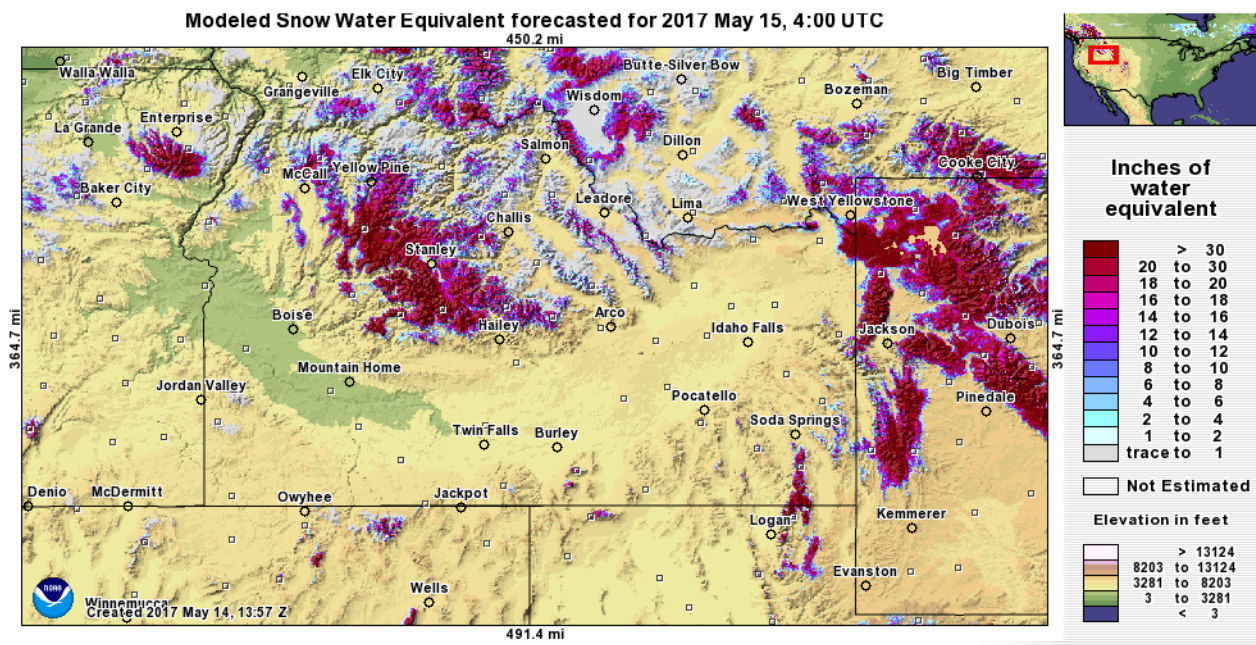 Modeled Snow Water Equivalent forecasted for 2017 May 15, 4:00 UTC
450.2 mi
Walla Walla
Elk City
Butte-Silver Bow
Big Timber
Grangeville
Wisdom
Bozeman
Enterprise
La Grande
Salmon
Dillon
Cooke City
McCall
Yellow Pine
Baker City
Leadore
Lima
West Yellowstone
Challis
Stanley
364.7 mi
364.7 mi
Boise
Hailey
Arco
Idaho Falls
Jackson
Dubois
Mountain Home
Jordan Valley
Pocatello
Pinedale
Twin Falls
Burley
Soda Springs
Denio
McDermitt
Owyhee
Jackpot
Logan
Kemmerer
Evanston
Wells
NOAA
Winnemucca
Created 2017 May 14, 13:57 Z
491.4 mi
Inches of
water
equivalent
> 30
20 to 30
18 to 20
16 to 18
14 to 16
12 to 14
10 to 12
8 to 10
6 to 8
4 to 6
2 to 4
1 to 2
trace to 1
Not Estimated
Elevation in feet
> 13124
8203 to 13124
3281 to 8203
3 to 3281
< 3